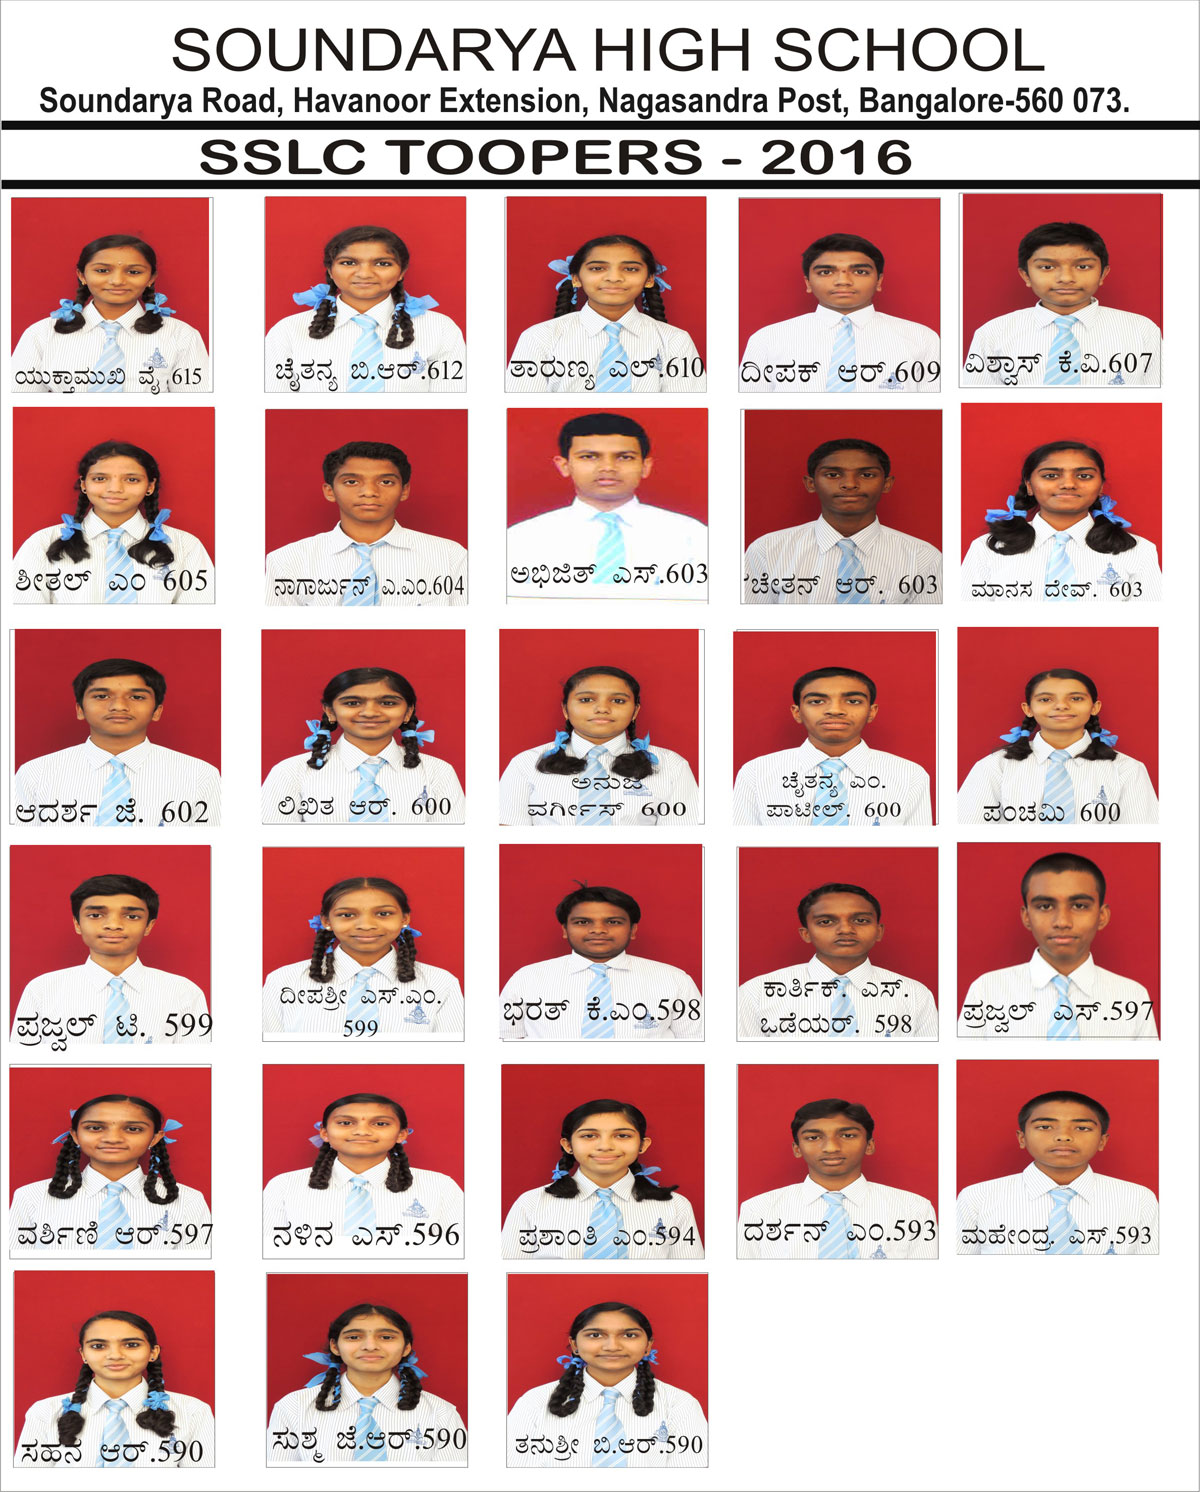 SOUNDARYA HIGH SCHOOL
Soundarya Road, Havanoor Extension, Nagasandra Post, Bangalore-560 073.
SSLC TOOPERS - 2016
ಯುಕ್ತಾಮುಖಿ ವೈ.615
ಚೈತನ್ಯ ಬಿ.ಆರ್.612
ತಾರುಣ್ಯ ಎಲ್.610
ದೀಪಕ್ ಆರ್.609
ವಿಶ್ವಾಸ್ ಕೆ.ವಿ.607
ಶೀತಲ್ ಎಂ 605
ನಾಗಾರ್ಜುನ್ ಎ.ಎಂ.604
ಅಭಿಜಿತ್ ಎಸ್.603
ಚೇತನ್ ಆರ್. 603
ಮಾನಸ ದೇವ್. 603
ಆದರ್ಶ ಜೆ. 602
ಲಿಖಿತ ಆರ್. 600
ಅನುಜ
ವರ್ಗೀಸ್ 600
ಚೈತನ್ಯ ಎಂ.
ಪಾಟೀಲ್. 600
ಪಂಚಮಿ 600
ಪ್ರಜ್ವಲ್ ಟಿ. 599
ದೀಪಶ್ರೀ ಎಸ್.ಎಂ.
599
ಭರತ್ ಕೆ.ಎಂ.598
ಕಾರ್ತಿಕ್. ಎಸ್.
ಒಡೆಯರ್. 598
ಪ್ರಜ್ವಲ್ ಎಸ್.597
ವರ್ಶಿಣಿ ಆರ್.597
ನಳಿನ ಎಸ್.596
ಪ್ರಶಾಂತಿ ಎಂ.594
ದರ್ಶನ್ ಎಂ.593
ಮಹೇಂದ್ರ. ಎಸ್.593
ಸಹನ ಆರ್.590
ಸುಶ್ಮ ಜೆ.ಆರ್.590
ತನುಶ್ರೀ ಬಿ.ಆರ್.590